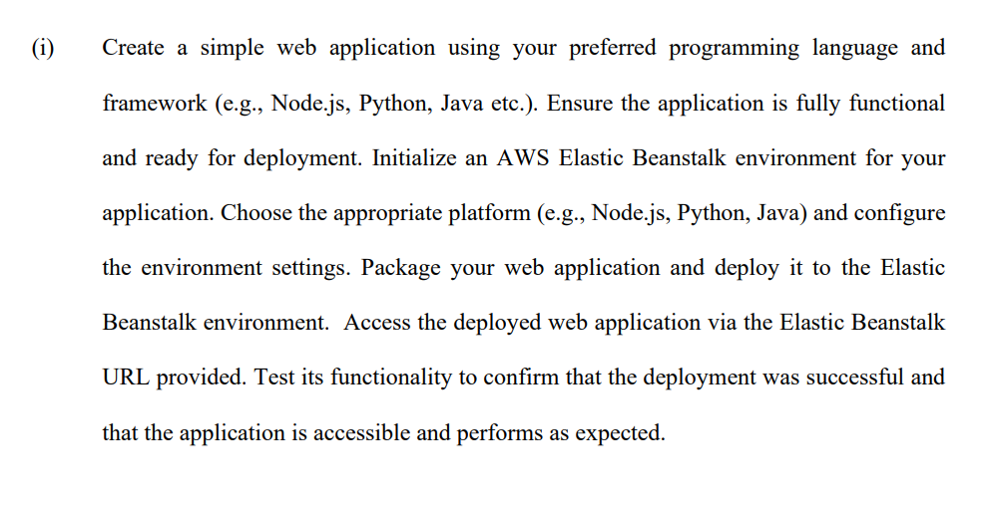 (i) Create a simple web application using your preferred programming language and
framework (e.g., Node.js, Python, Java etc.). Ensure the application is fully functional
and ready for deployment. Initialize an AWS Elastic Beanstalk environment for your
application. Choose the appropriate platform (e.g., Node.js, Python, Java) and configure
the environment settings. Package your web application and deploy it to the Elastic
Beanstalk environment.  Access the deployed web application via the Elastic Beanstalk
URL provided. Test its functionality to confirm that the deployment was successful and
that the application is accessible and performs as expected.